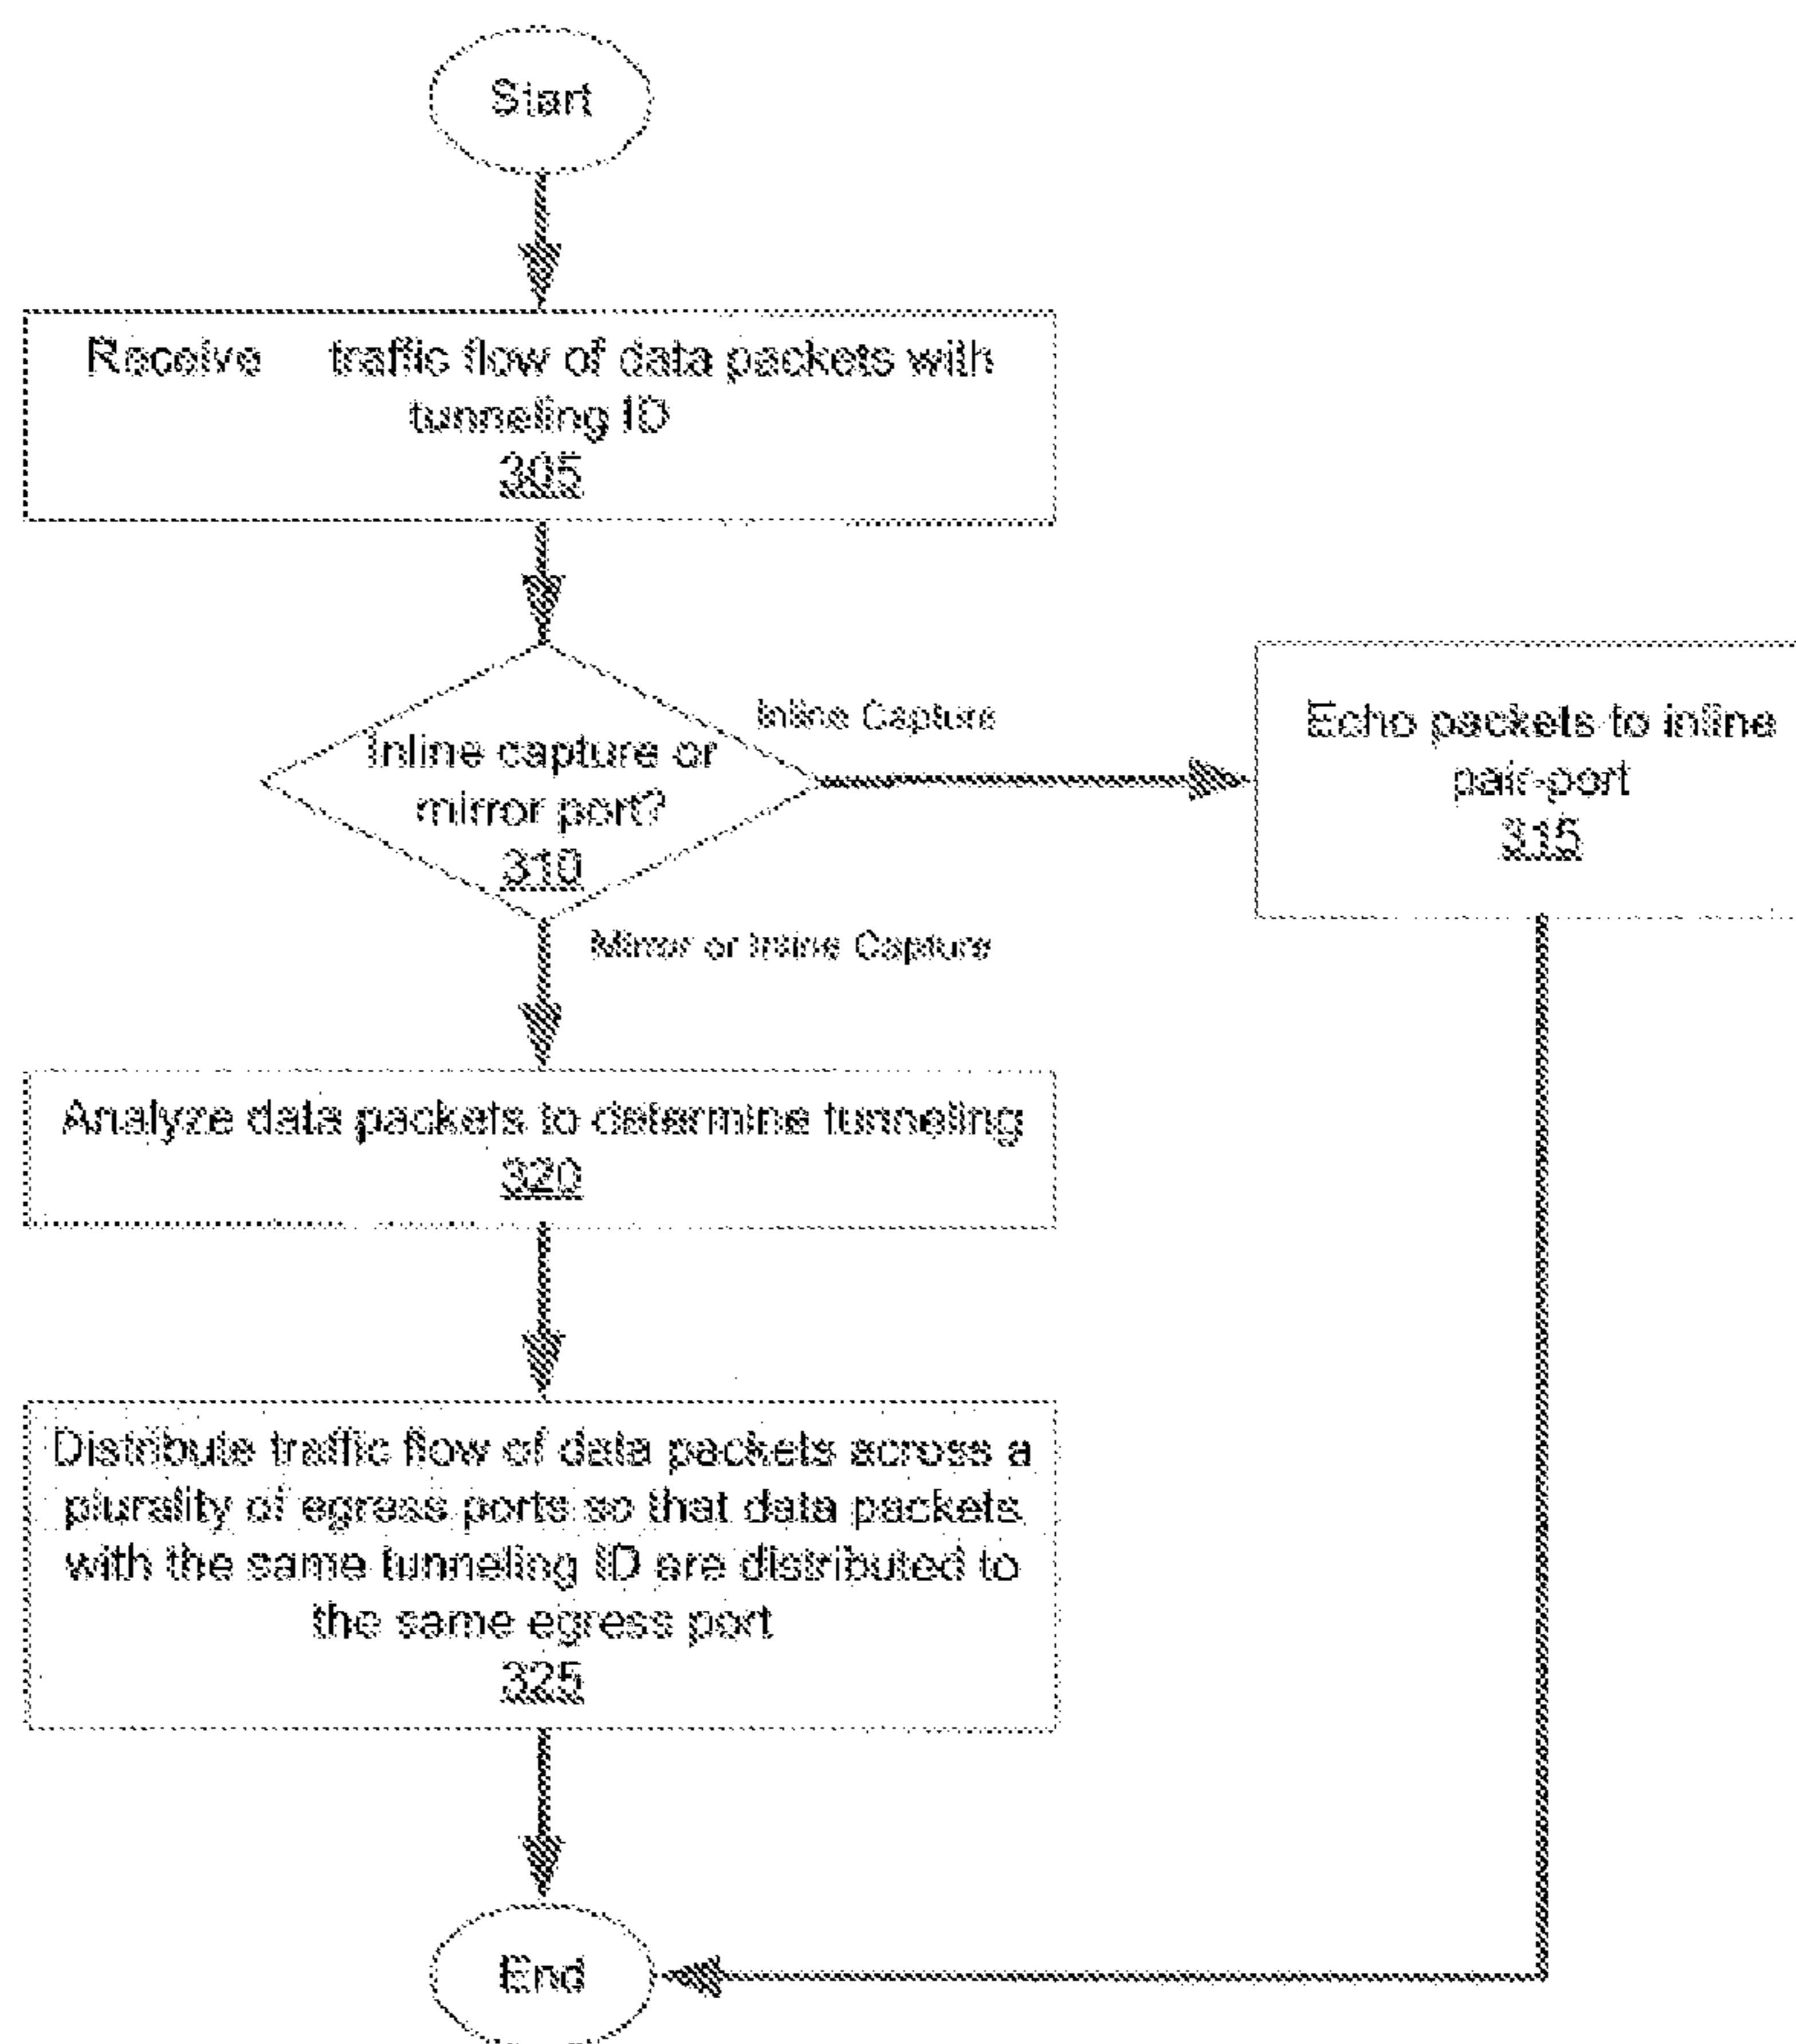 Start
Receive traffic flow of data packets with
tunneling ID
305
Inline Capture
Inline capture or
mirror port?
310
Echo packets to inline
pair-port
315
Mirror or Inline Capture
Analyze data packets to determine tunneling
320
Distribute traffic flow of data packets across a
plurality of egress ports so that data packets
with the same tunneling ID are distributed to
the same egress port
325
End